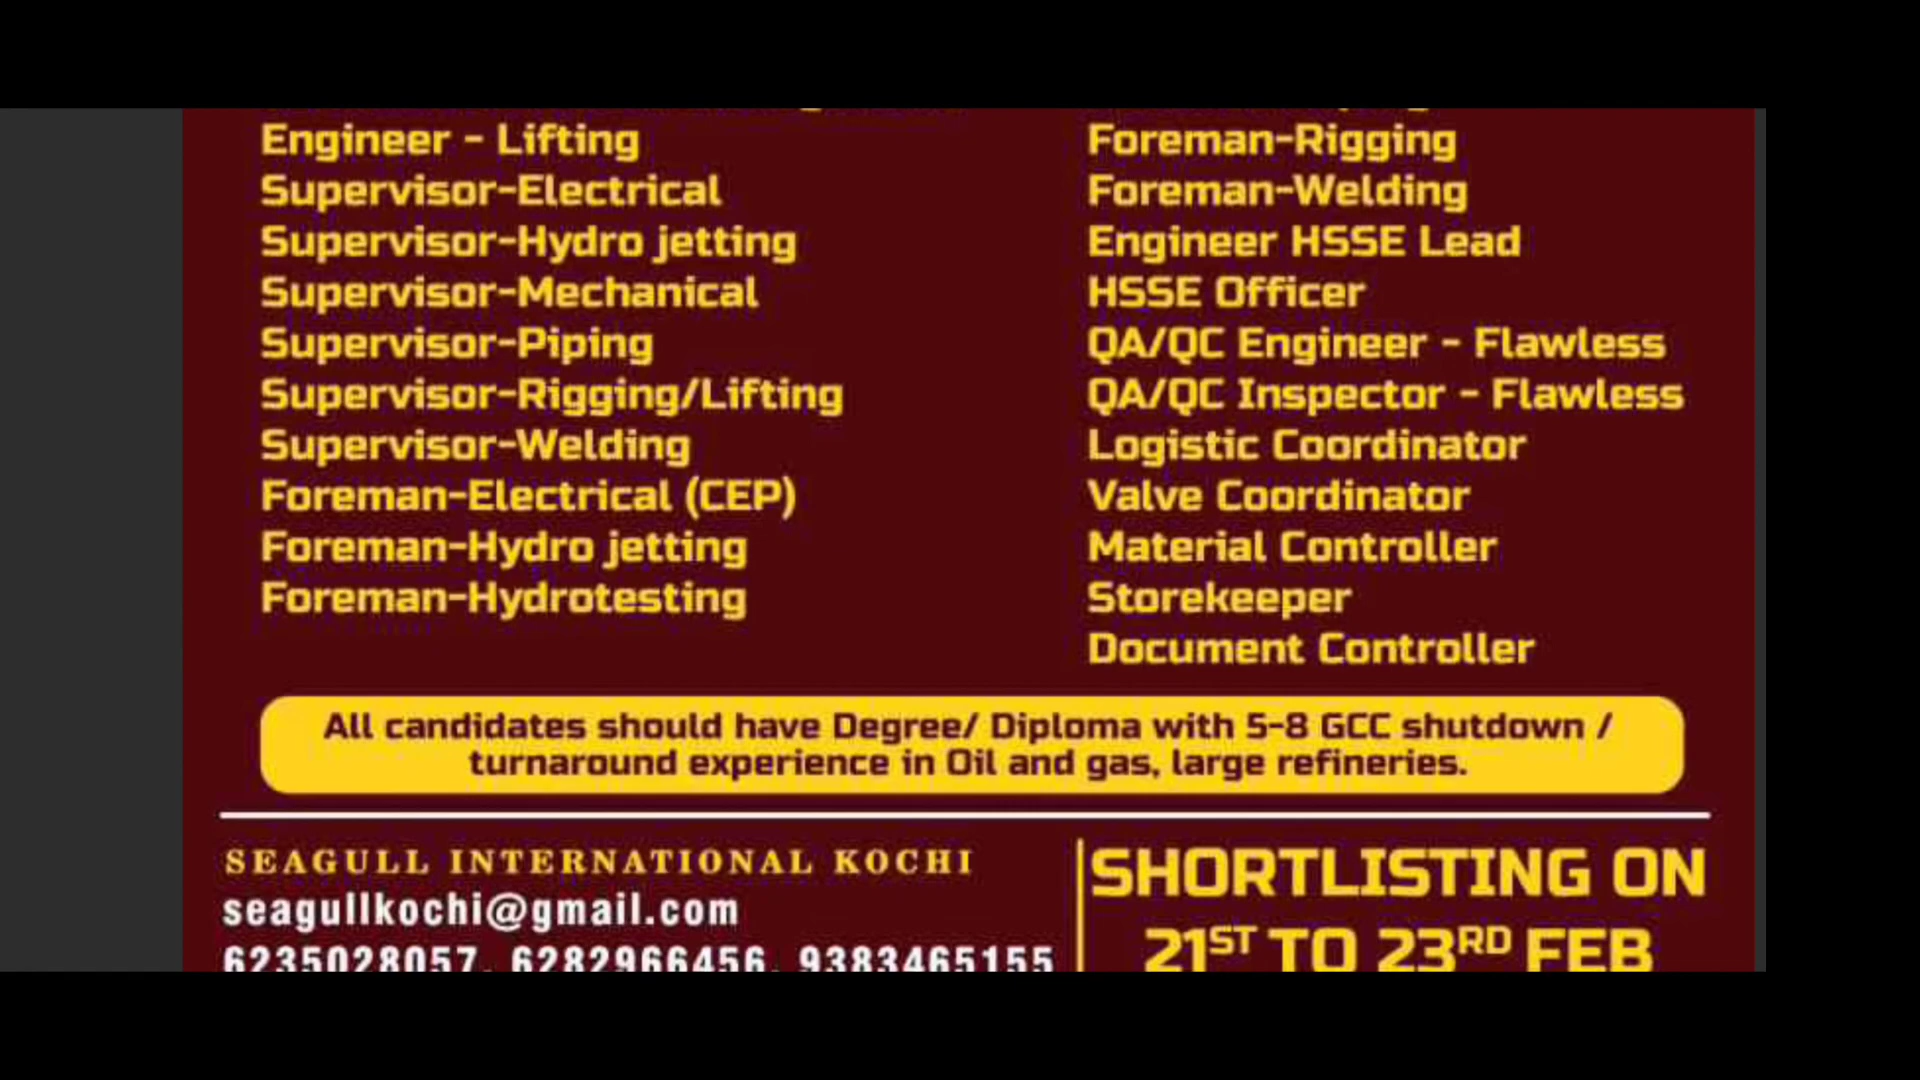 Engineer - Lifting
Supervisor-Electrical
Supervisor-Hydro jetting
Supervisor-Mechanical
Supervisor-Piping
Supervisor-Rigging/Lifting
Supervisor-Welding
Foreman-Electrical (CEP)
Foreman-Hydro jetting
Foreman-Hydrotesting
Foreman-Rigging
Foreman-Welding
Engineer HSSE Lead
HSSE Officer
QA/QC Engineer - Flawless
QA/QC Inspector - Flawless
Logistic Coordinator
Valve Coordinator
Material Controller
Storekeeper
Document Controller
All candidates should have Degree/ Diploma with 5-8 GCC shutdown /
turnaround experience in Oil and gas, large refineries.
SEAGULL INTERNATIONAL KOCHI
seagullkochi@gmail.com
6235028057, 6282966456, 9383465155
SHORTLISTING ON
21ST TO 23RD FEB